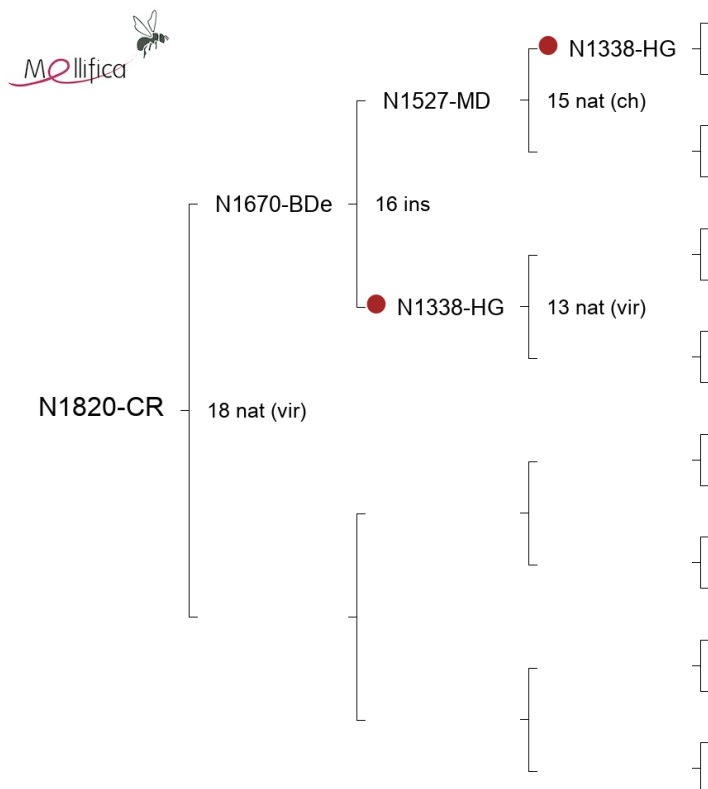 Mellifica
N1338-HG
N1527-MD
15 nat (ch)
N1670-BDe
16 ins
N1338-HG
13 nat (vir)
N1820-CR
18 nat (vir)